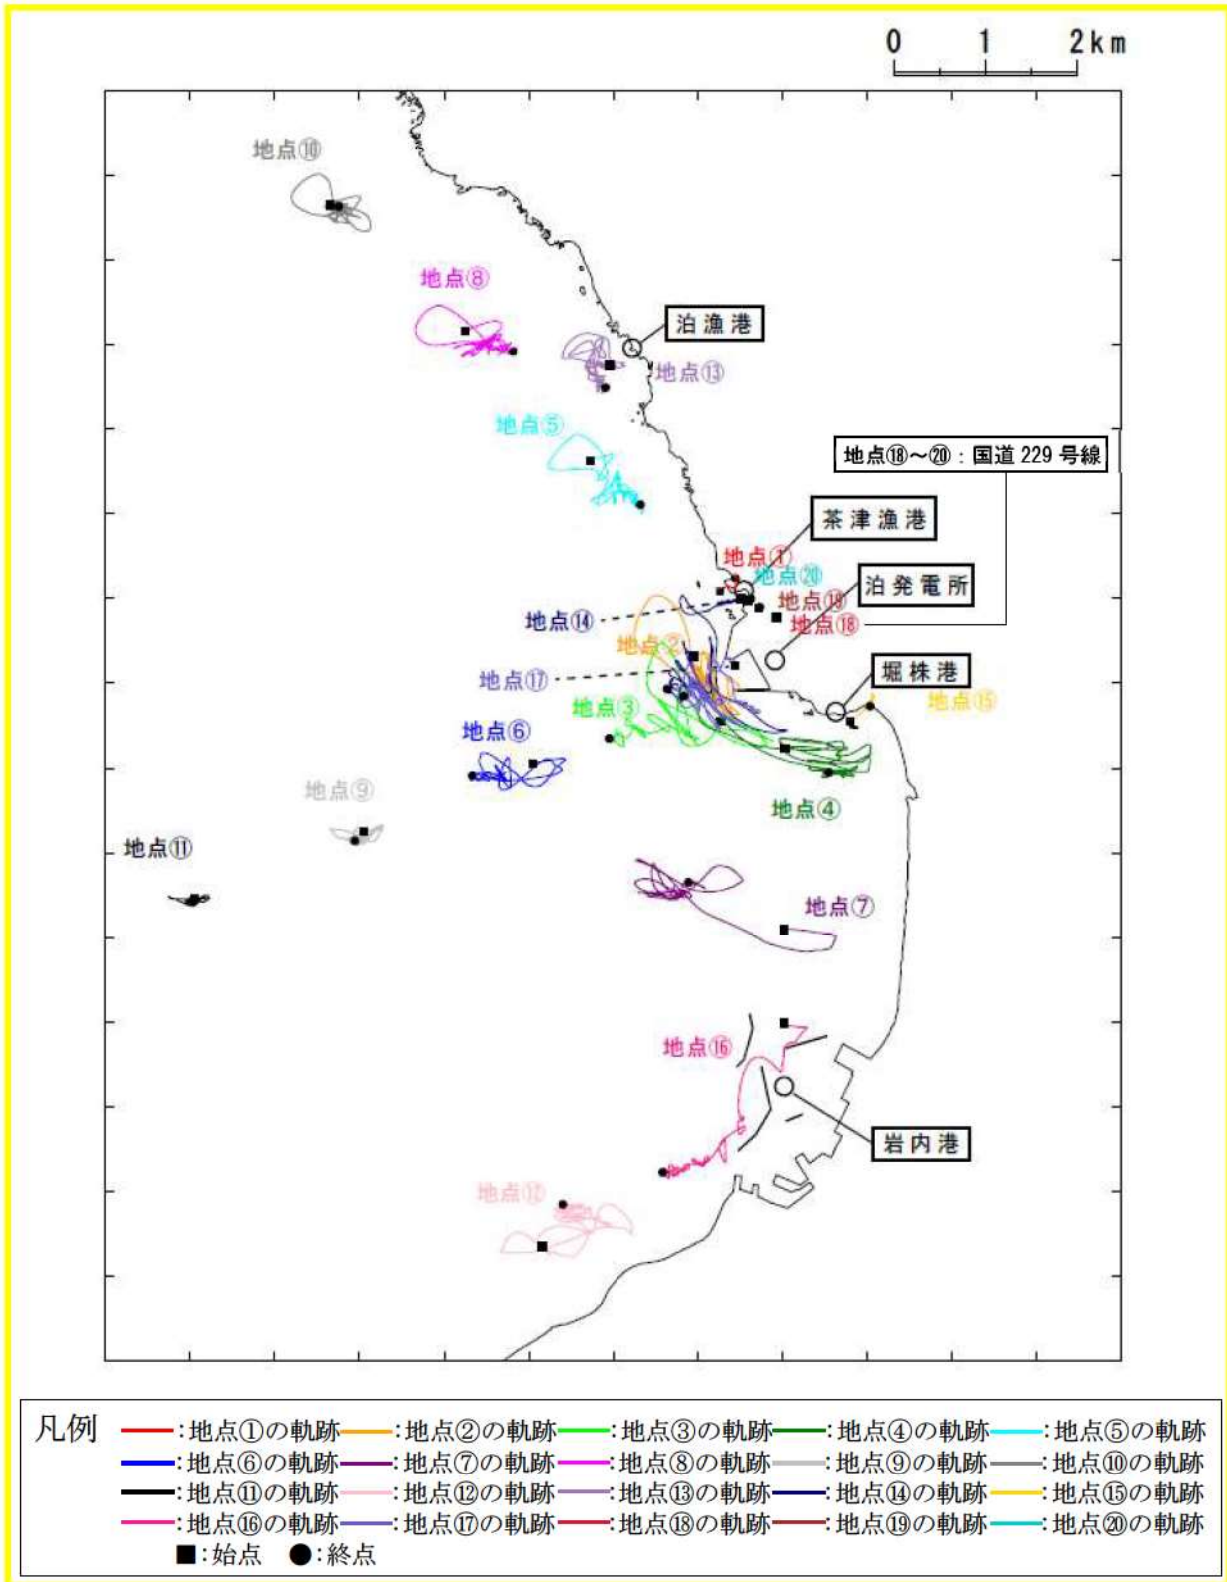 0 1 2km
地点⑩
地点⑧
泊漁港
地点⑬
地点⑤
地点⑱~⑳:国道229号線
茶津漁港
地点①
地点⑳
泊発電所
地点⑲
地点⑭
地点⑱
地点②
堀株港
地点⑰
地点⑮
地点③
地点⑥
地点⑨
地点④
地点⑪
地点⑦
地点⑯
岩内港
地点⑫
凡例
:地点①の軌跡 :地点②の軌跡 :地点③の軌跡 :地点④の軌跡 :地点⑤の軌跡
:地点⑥の軌跡 :地点⑦の軌跡 :地点⑧の軌跡 :地点⑨の軌跡 :地点⑩の軌跡
:地点⑪の軌跡 :地点⑫の軌跡 :地点⑬の軌跡 :地点⑭の軌跡 :地点⑮の軌跡
:地点⑯の軌跡 :地点⑰の軌跡 :地点⑱の軌跡 :地点⑲の軌跡 :地点⑳の軌跡
■:始点 ●:終点